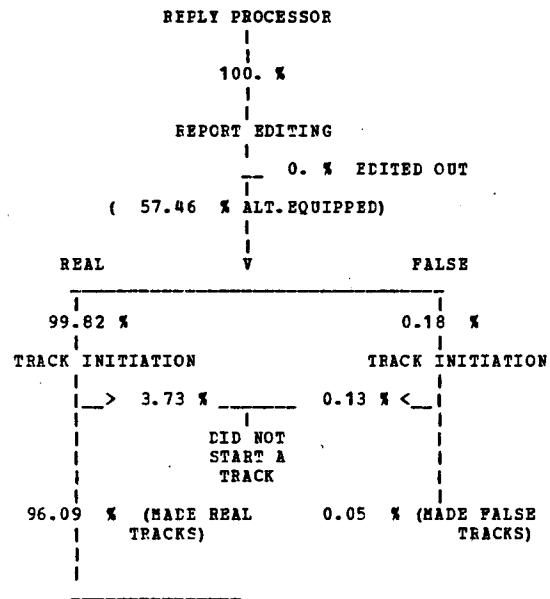 REPLY PROCESSOR
100. %
REPORT EDITING
0. % EDITED OUT
( 57.46 % ALT.EQUIPPED)
REAL V FALSE
99.82 % 0.18 %
TRACK INITIATION TRACK INITIATION
> 3.73 % 0.13 % <
DID NOT
START A
TRACK
96.09 % (MADE REAL 0.05 % (MADE FALSE
TRACKS) TRACKS)